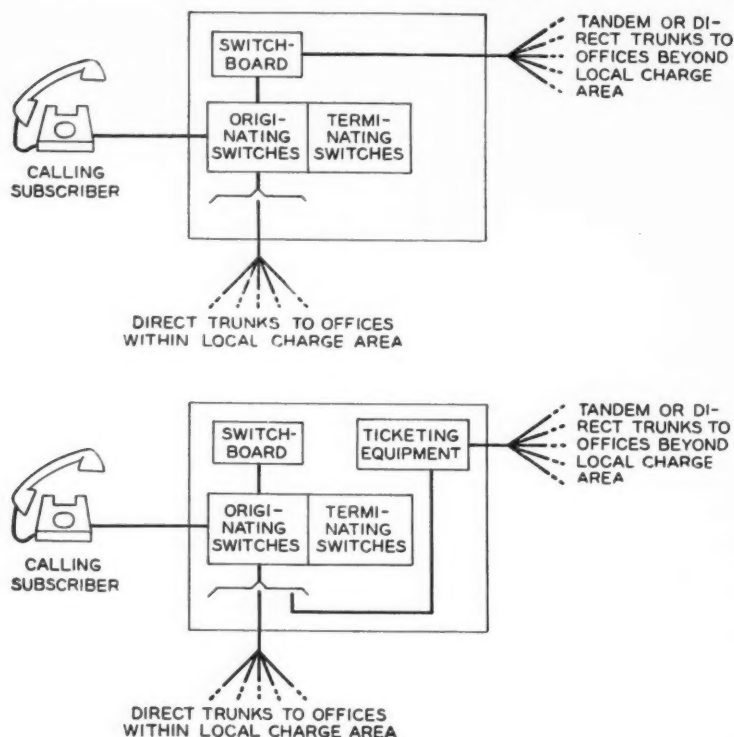 TANDEM OR DI-
RECT TRUNKS TO
OFFICES BEYOND
LOCAL CHARGE
AREA
SWITCH-
BOARD
ORIGI-
NATING
SWITCHES
TERMI-
NATING
SWITCHES
CALLING
SUBSCRIBER
DIRECT TRUNKS TO OFFICES
WITHIN LOCAL CHARGE AREA
TANDEM OR DI-
RECT TRUNKS TO
OFFICES BEYOND
LOCAL CHARGE
AREA
SWITCH-
BOARD
TICKETING
EQUIPMENT
ORIGI-
NATING
SWITCHES
TERMI-
NATING
SWITCHES
CALLING
SUBSCRIBER
DIRECT TRUNKS TO OFFICES
WITHIN LOCAL CHARGE AREA